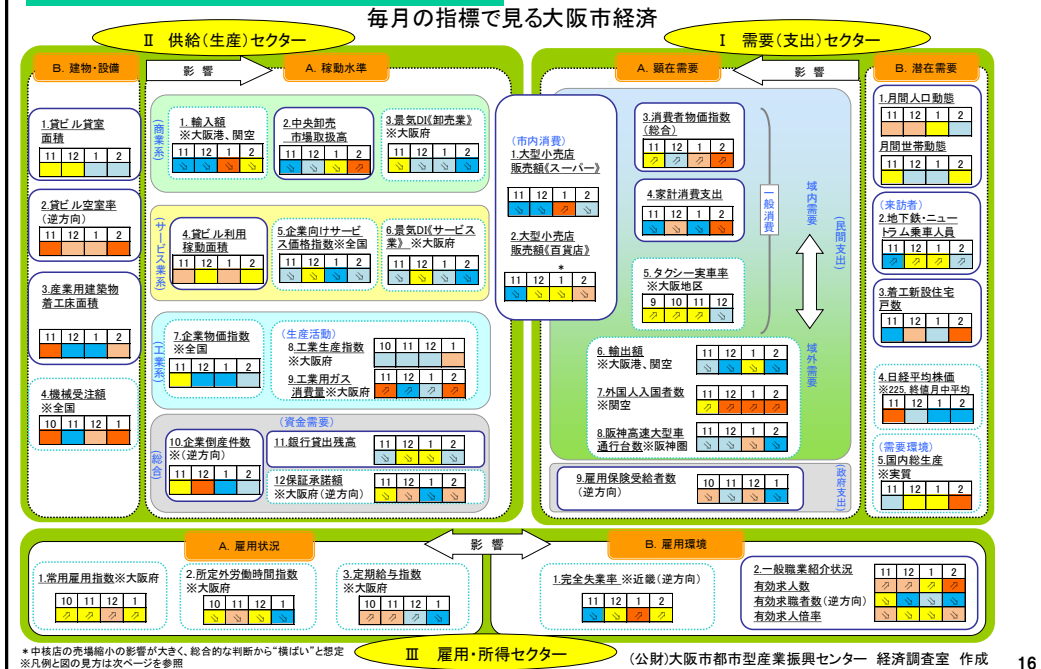 毎月の指標で見る大阪市経済
Ⅱ 供給(生産)セクター
Ⅰ 需要(支出)セクター
B. 建物・設備
影 響
A. 稼動水準
1.貸ビル貸室
面積
11 12 1 2
2.貸ビル空室率
(逆方向)
11 12 1 2
3.産業用建築物
着工床面積
11 12 1 2
4.機械受注額
※全国
10 11 12 1
(商業系)
1. 輸入額
※大阪港、関空
11 12 1 2
2.中央卸売
市場取扱高
11 12 1 2
3.景気DI《卸売業》
※大阪府
11 12 1 2
(サービス業系)
4.貸ビル利用
稼動面積
11 12 1 2
5.企業向けサービ
ス価格指数※全国
11 12 1 2
6.景気DI《サービス
業》 ※大阪府
11 12 1 2
(工業系)
7.企業物価指数
※全国
11 12 1 2
(生産活動)
8.工業生産指数
※大阪府
10 11 12 1
9.工業用ガス
消費量※大阪府
11 12 1 2
(総合)
(資金需要)
10.企業倒産件数
※(逆方向)
11 12 1 2
11.銀行貸出残高
11 12 1 2
12保証承諾額
※大阪府(逆方向)
11 12 1 2
A. 顕在需要
影 響
B. 潜在需要
(市内消費)
1.大型小売店
販売額《スーパー》
11 12 1 2
2.大型小売店
販売額《百貨店》
*
11 12 1 2
3.消費者物価指数
(総合)
11 12 1 2
4.家計消費支出
11 12 1 2
5.タクシー実車率
※大阪地区
9 10 11 12
一般消費
域内需要
(民間支出)
域外需要
6. 輸出額
※大阪港、関空
11 12 1 2
7.外国人入国者数
※関空
11 12 1 2
8.阪神高速大型車
通行台数※阪神圏
11 12 1 2
9.雇用保険受給者数
(逆方向)
10 11 12 1
(政府支出)
1.月間人口動態
11 12 1 2
月間世帯動態
11 12 1 2
(来訪者)
2.地下鉄・ニュー
トラム乗車人員
11 12 1 2
3.着工新設住宅
戸数
11 12 1 2
4.日経平均株価
※225,終値月中平均
11 12 1 2
(需要環境)
5.国内総生産
※実質
11 12 1 2
A. 雇用状況
影 響
B. 雇用環境
1.常用雇用指数※大阪府
10 11 12 1
2.所定外労働時間指数
※大阪府
10 11 12 1
3.定期給与指数
※大阪府
10 11 12 1
1.完全失業率 ※近畿(逆方向)
11 12 1 2
2.一般職業紹介状況
有効求人数
有効求職者数(逆方向)
有効求人倍率
11 12 1 2
*中核店の売場縮小の影響が大きく、総合的な判断から“横ばい”と想定
※凡例と図の見方は次ページを参照
Ⅲ 雇用・所得セクター
(公財)大阪市都市型産業振興センター 経済調査室 作成
16